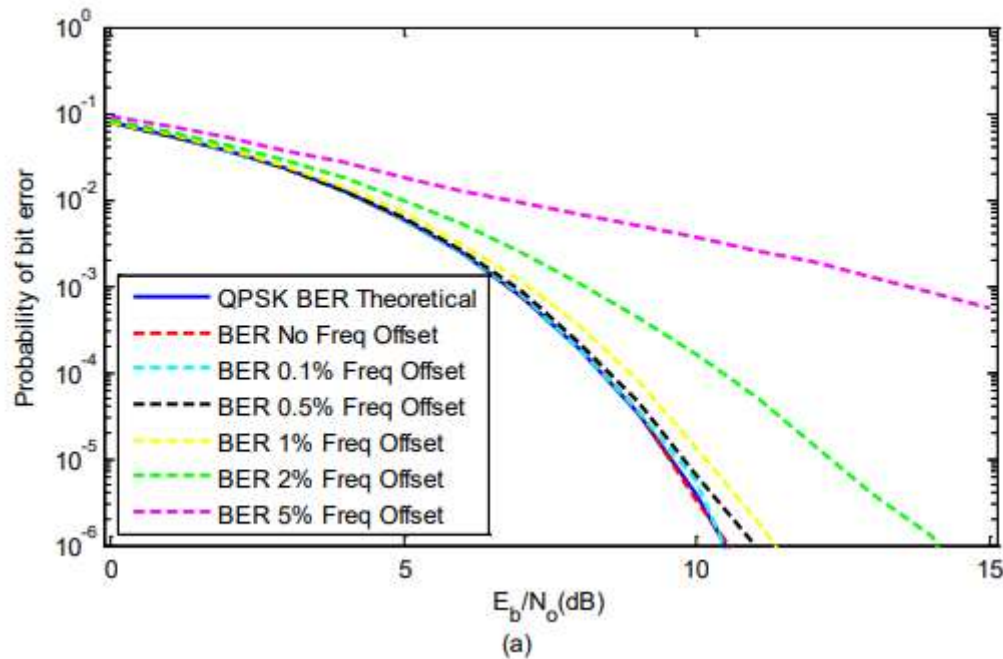 10^0
10^-1
10^-2
10^-3
10^-4
10^-5
10^-6
Probability of bit error
QPSK BER Theoretical
BER No Freq Offset
BER 0.1% Freq Offset
BER 0.5% Freq Offset
BER 1% Freq Offset
BER 2% Freq Offset
BER 5% Freq Offset
0 5 10 15
E_b/N_o(dB)
(a)